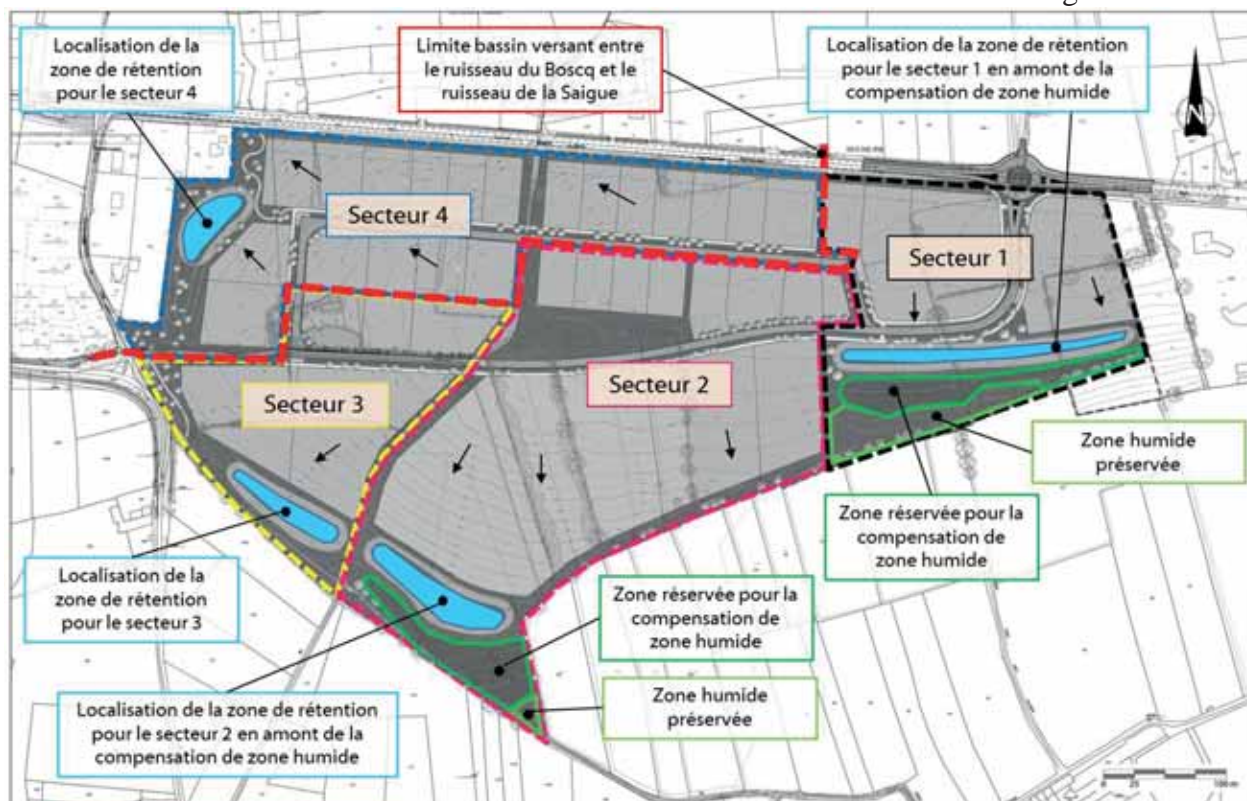 Localisation de la
zone de rétention
pour le secteur 4
Limite bassin versant entre
le ruisseau du Boscq et le
ruisseau de la Saigue
Localisation de la zone de rétention
pour le secteur 1 en amont de la
compensation de zone humide
N
Secteur 4
Secteur 1
Secteur 3
Secteur 2
Zone humide
préservée
Zone réservée pour la
compensation de
zone humide
Localisation de la
zone de rétention
pour le secteur 3
Zone réservée pour la
compensation de
zone humide
Localisation de la zone de rétention
pour le secteur 2 en amont de la
compensation de zone humide
Zone humide
préservée
0 25 100 m